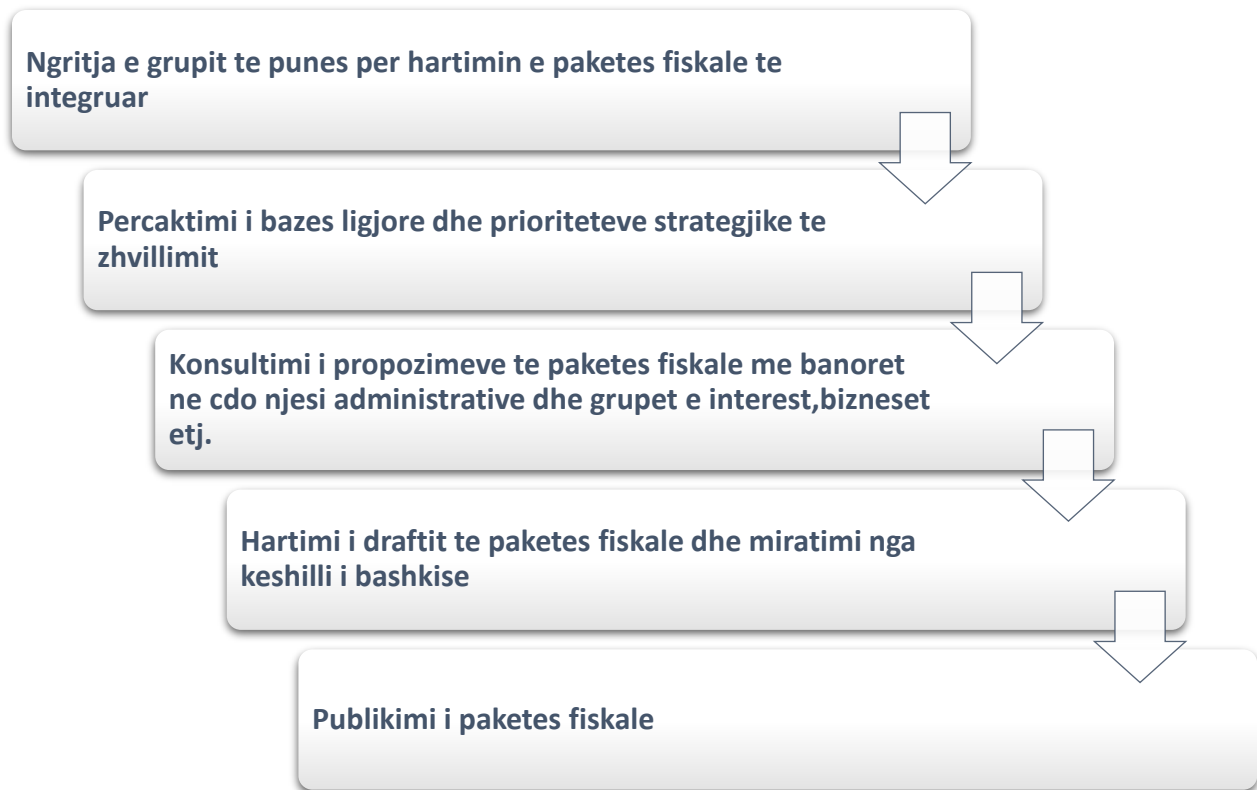 Ngritja e grupit te punes per hartimin e paketes fiskale te
integruar
Percaktimi i bazes ligjore dhe prioriteteve strategjike te
zhvillimit
Konsultimi i propozimeve te paketes fiskale me banoret
ne cdo njesi administrative dhe grupet e interest,bizneset
etj.
Hartimi i draftit te paketes fiskale dhe miratimi nga
keshilli i bashkise
Publikimi i paketes fiskale